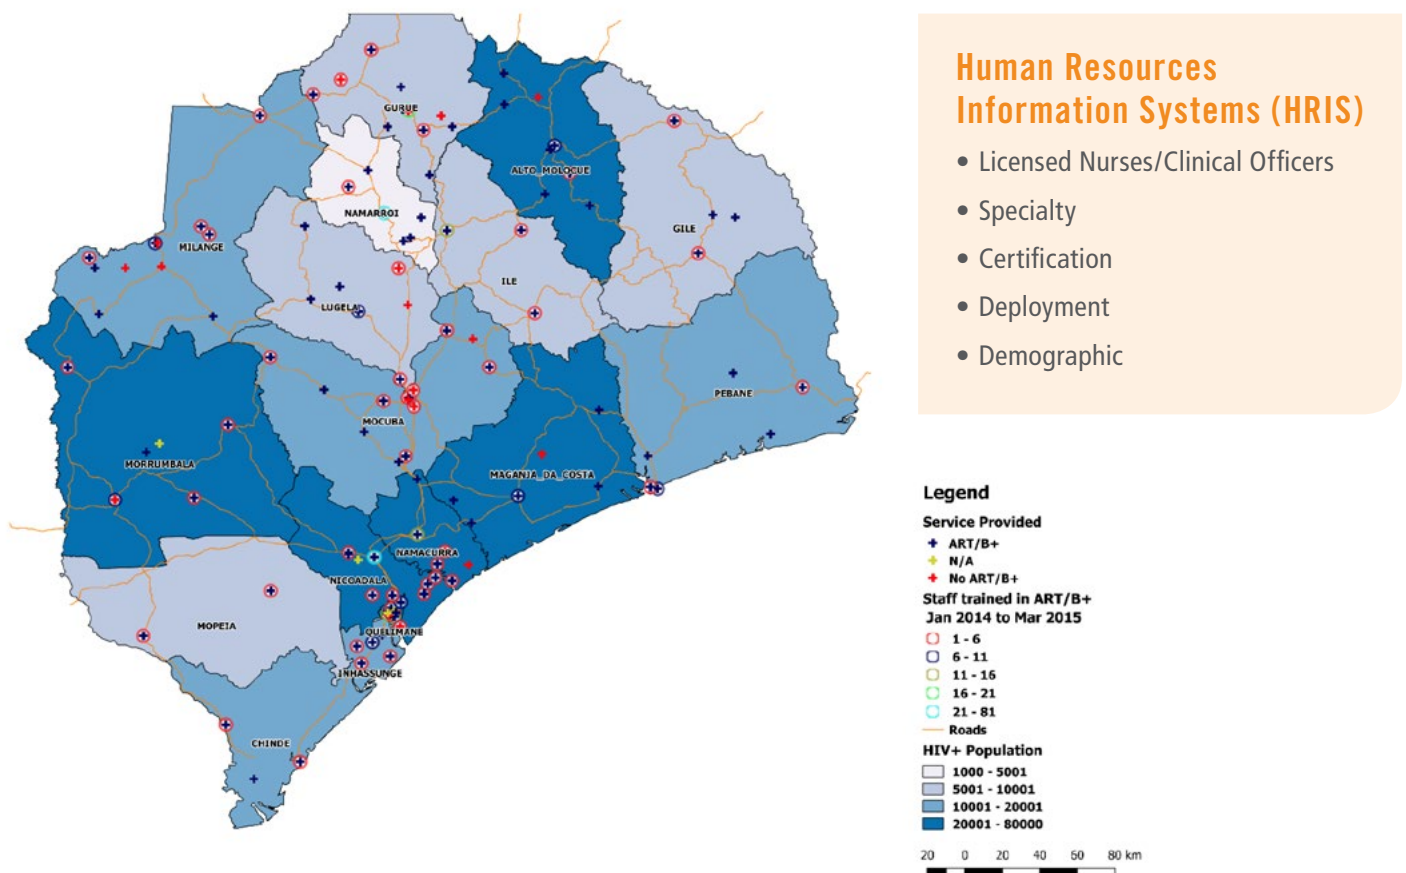 Human Resources
Information Systems (HRIS)
• Licensed Nurses/Clinical Officers
• Specialty
• Certification
• Deployment
• Demographic
GURUE
ALTO_MOLOCUE
NAMARROI
GILE
MILANGE
ILE
LUGELA
PEBANE
MOCUBA
MORRUMBALA
MAGANJA_DA_COSTA
NAMACURRA
NICOADALA
MOPEIA
QUELIMANE
INHASSUNGE
CHINDE
Legend
Service Provided
ART/B+
N/A
No ART/B+
Staff trained in ART/B+
Jan 2014 to Mar 2015
1 - 6
6 - 11
11 - 16
16 - 21
21 - 81
Roads
HIV+ Population
1000 - 5001
5001 - 10001
10001 - 20001
20001 - 80000
20 0 20 40 60 80 km